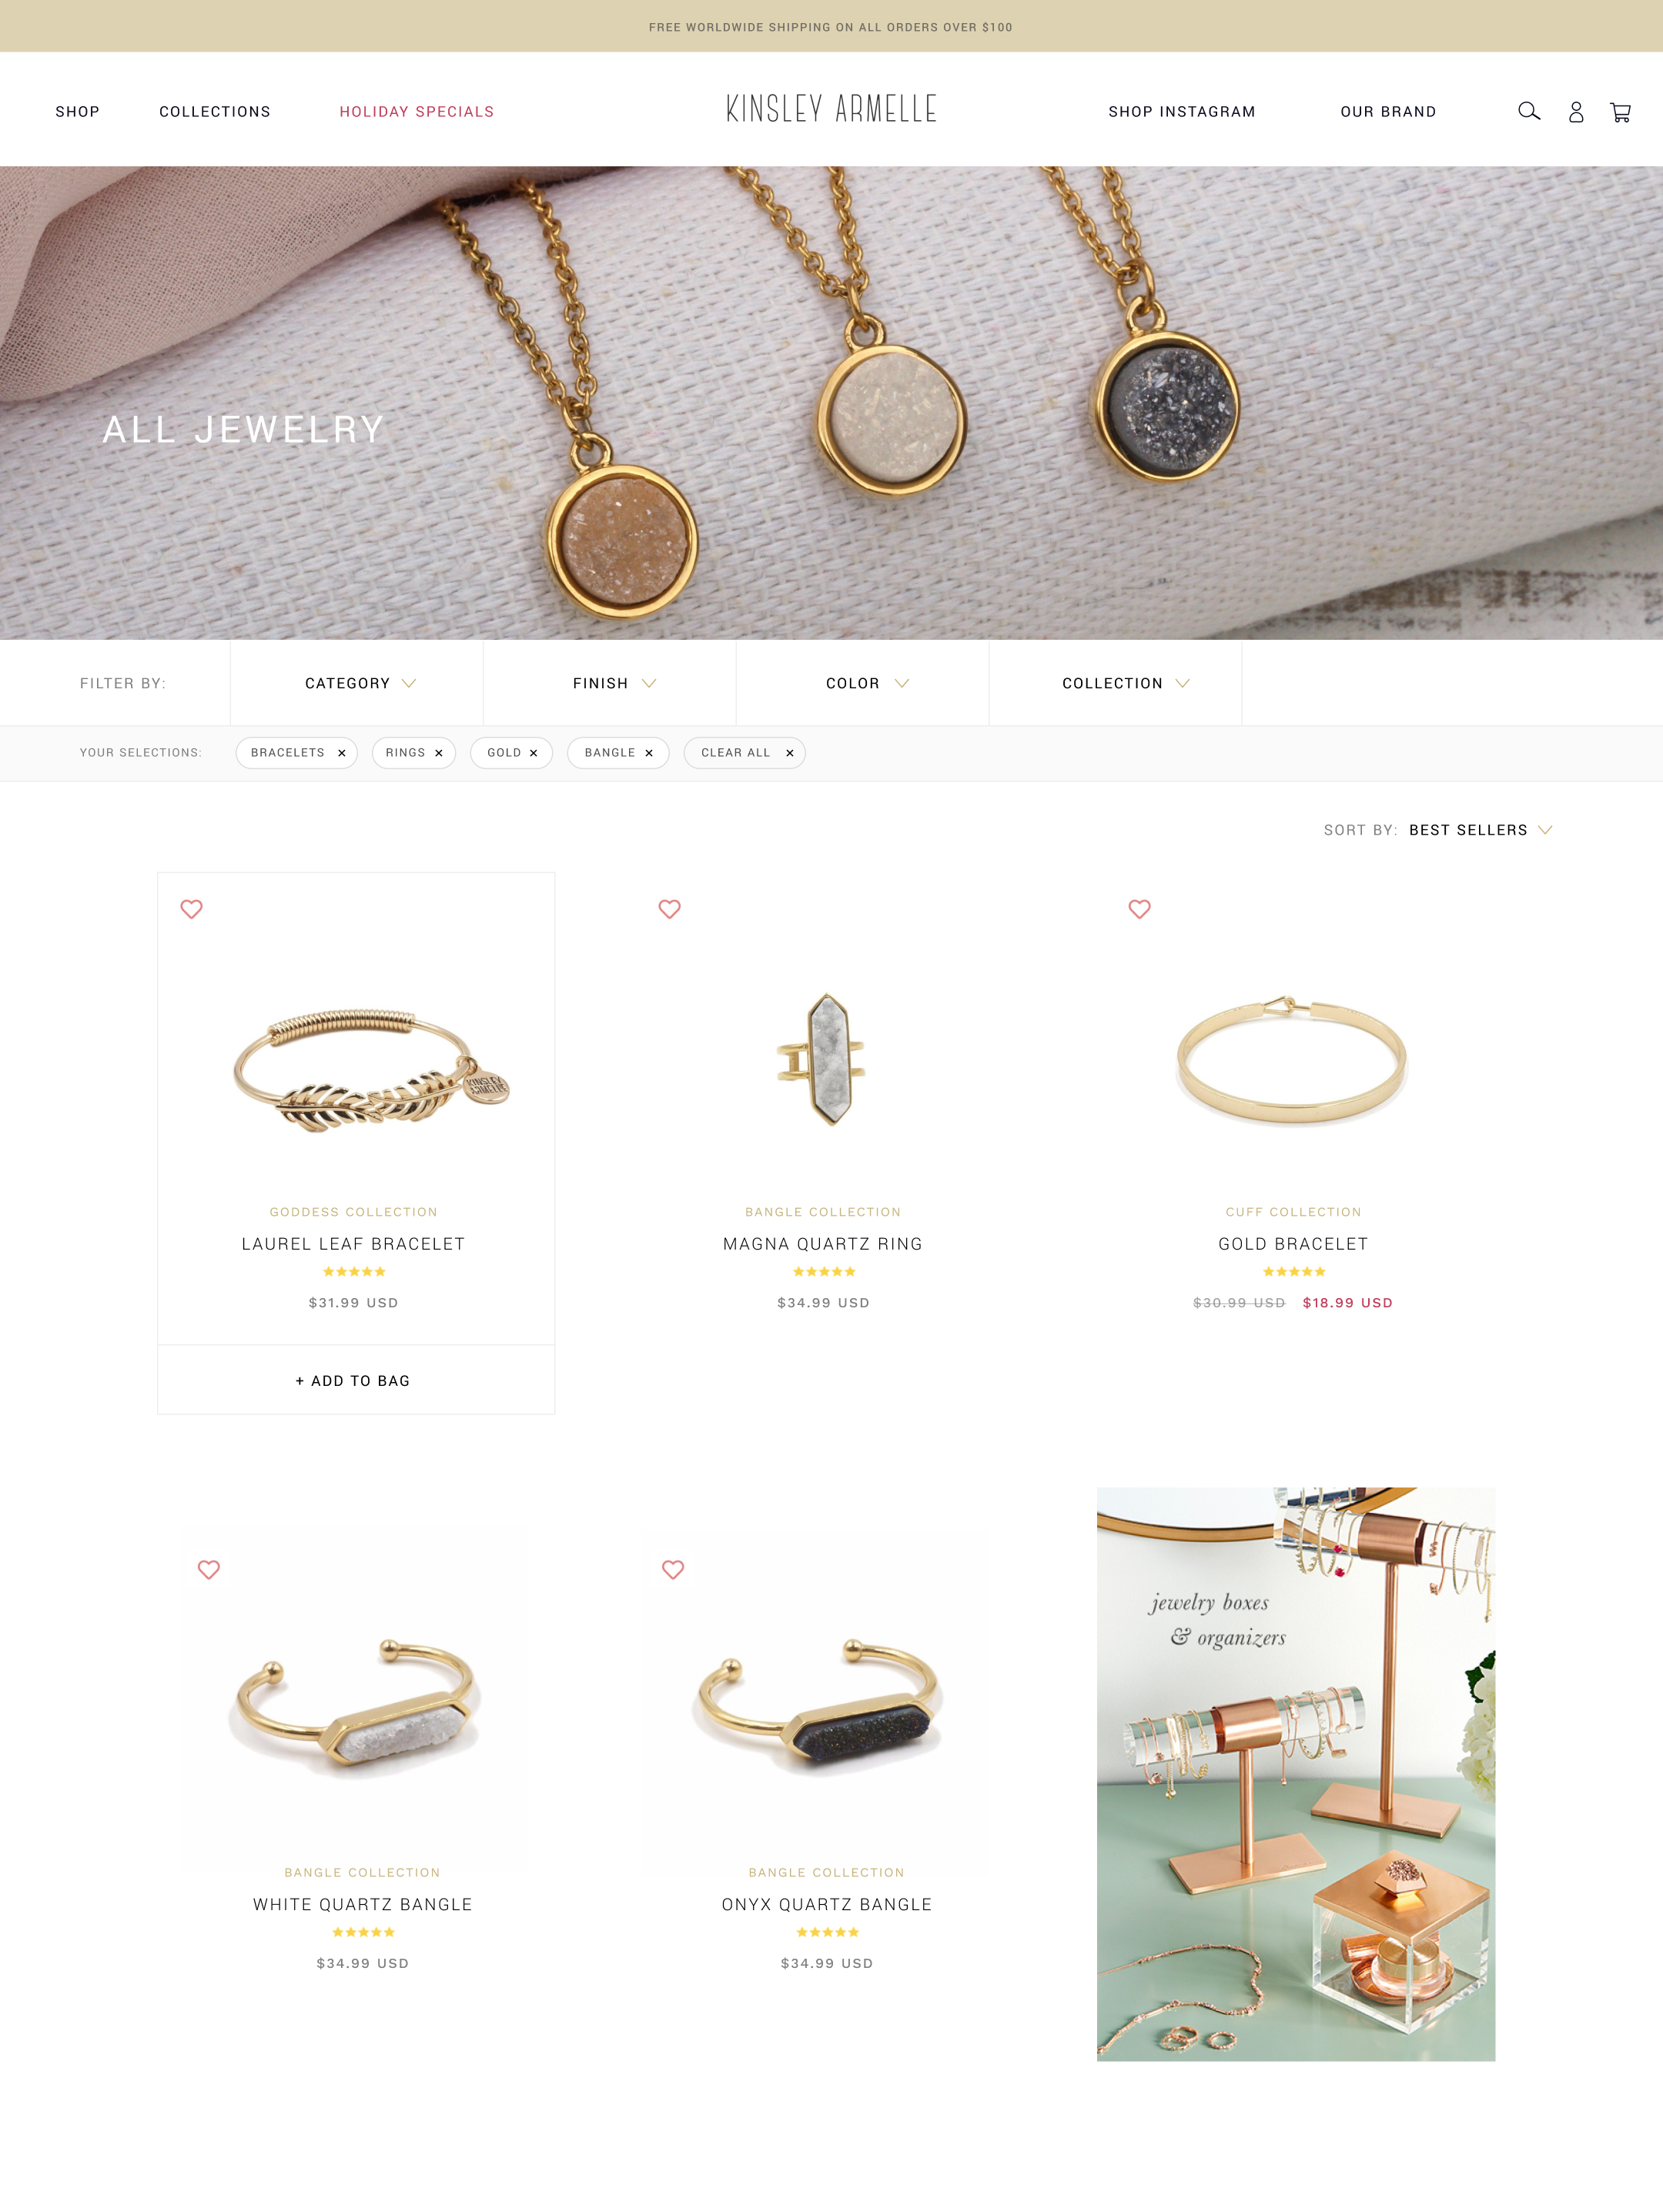 FREE WORLDWIDE SHIPPING ON ALL ORDERS OVER $100
SHOP COLLECTIONS HOLIDAY SPECIALS KINSLEY ARMELLE SHOP INSTAGRAM OUR BRAND
ALL JEWELRY
FILTER BY: CATEGORY FINISH COLOR COLLECTION
YOUR SELECTIONS: BRACELETS × RINGS × GOLD × BANGLE × CLEAR ALL ×
SORT BY: BEST SELLERS
KINSLEY
ARMELLE
GODDESS COLLECTION
LAUREL LEAF BRACELET
$31.99 USD
+ ADD TO BAG
BANGLE COLLECTION
MAGNA QUARTZ RING
$34.99 USD
CUFF COLLECTION
GOLD BRACELET
$30.99 USD $18.99 USD
BANGLE COLLECTION
WHITE QUARTZ BANGLE
$34.99 USD
BANGLE COLLECTION
ONYX QUARTZ BANGLE
$34.99 USD
jewelry boxes
& organizers